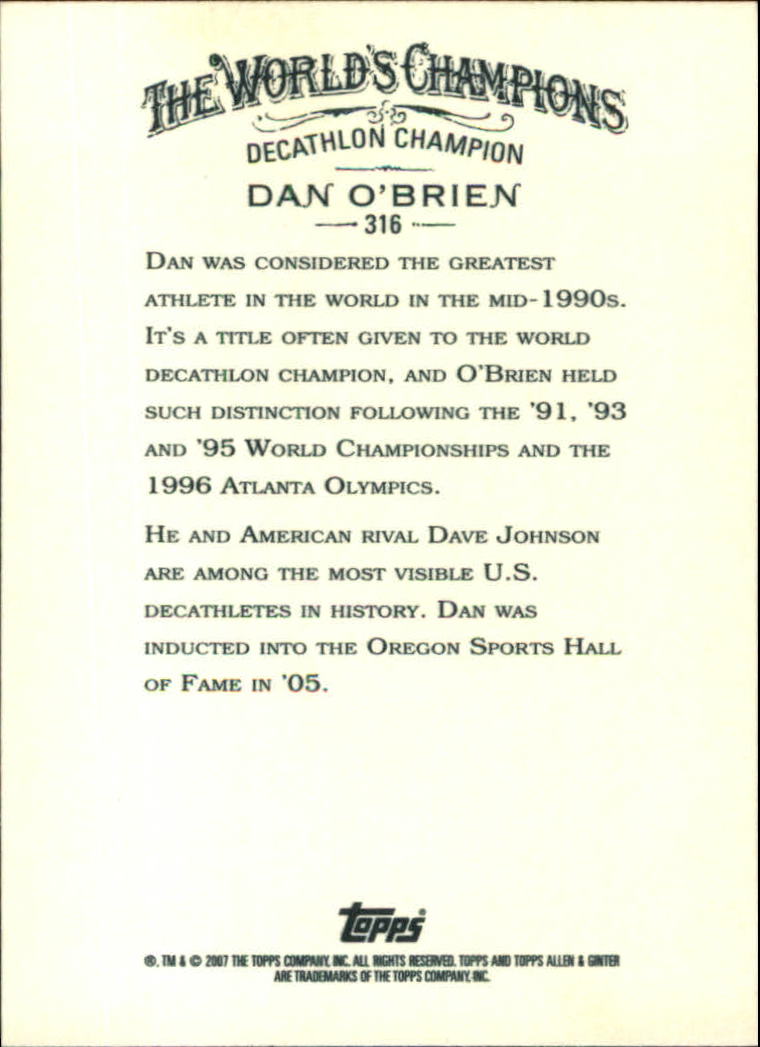 THE WORLD'S CHAMPIONS
DECATHLON CHAMPION
DAN O'BRIEN
316
DAN WAS CONSIDERED THE GREATEST
ATHLETE IN THE WORLD IN THE MID-1990S.
IT'S A TITLE OFTEN GIVEN TO THE WORLD
DECATHLON CHAMPION, AND O'BRIEN HELD
SUCH DISTINCTION FOLLOWING THE '91, '93
AND '95 WORLD CHAMPIONSHIPS AND THE
1996 ATLANTA OLYMPICS.
HE AND AMERICAN RIVAL DAVE JOHNSON
ARE AMONG THE MOST VISIBLE U.S.
DECATHLETES IN HISTORY. DAN WAS
INDUCTED INTO THE OREGON SPORTS HALL
OF FAME IN '05.
topps
®, TM & © 2007 THE TOPPS COMPANY, INC. ALL RIGHTS RESERVED. TOPPS AND TOPPS ALLEN & GINTER
ARE TRADEMARKS OF THE TOPPS COMPANY, INC.